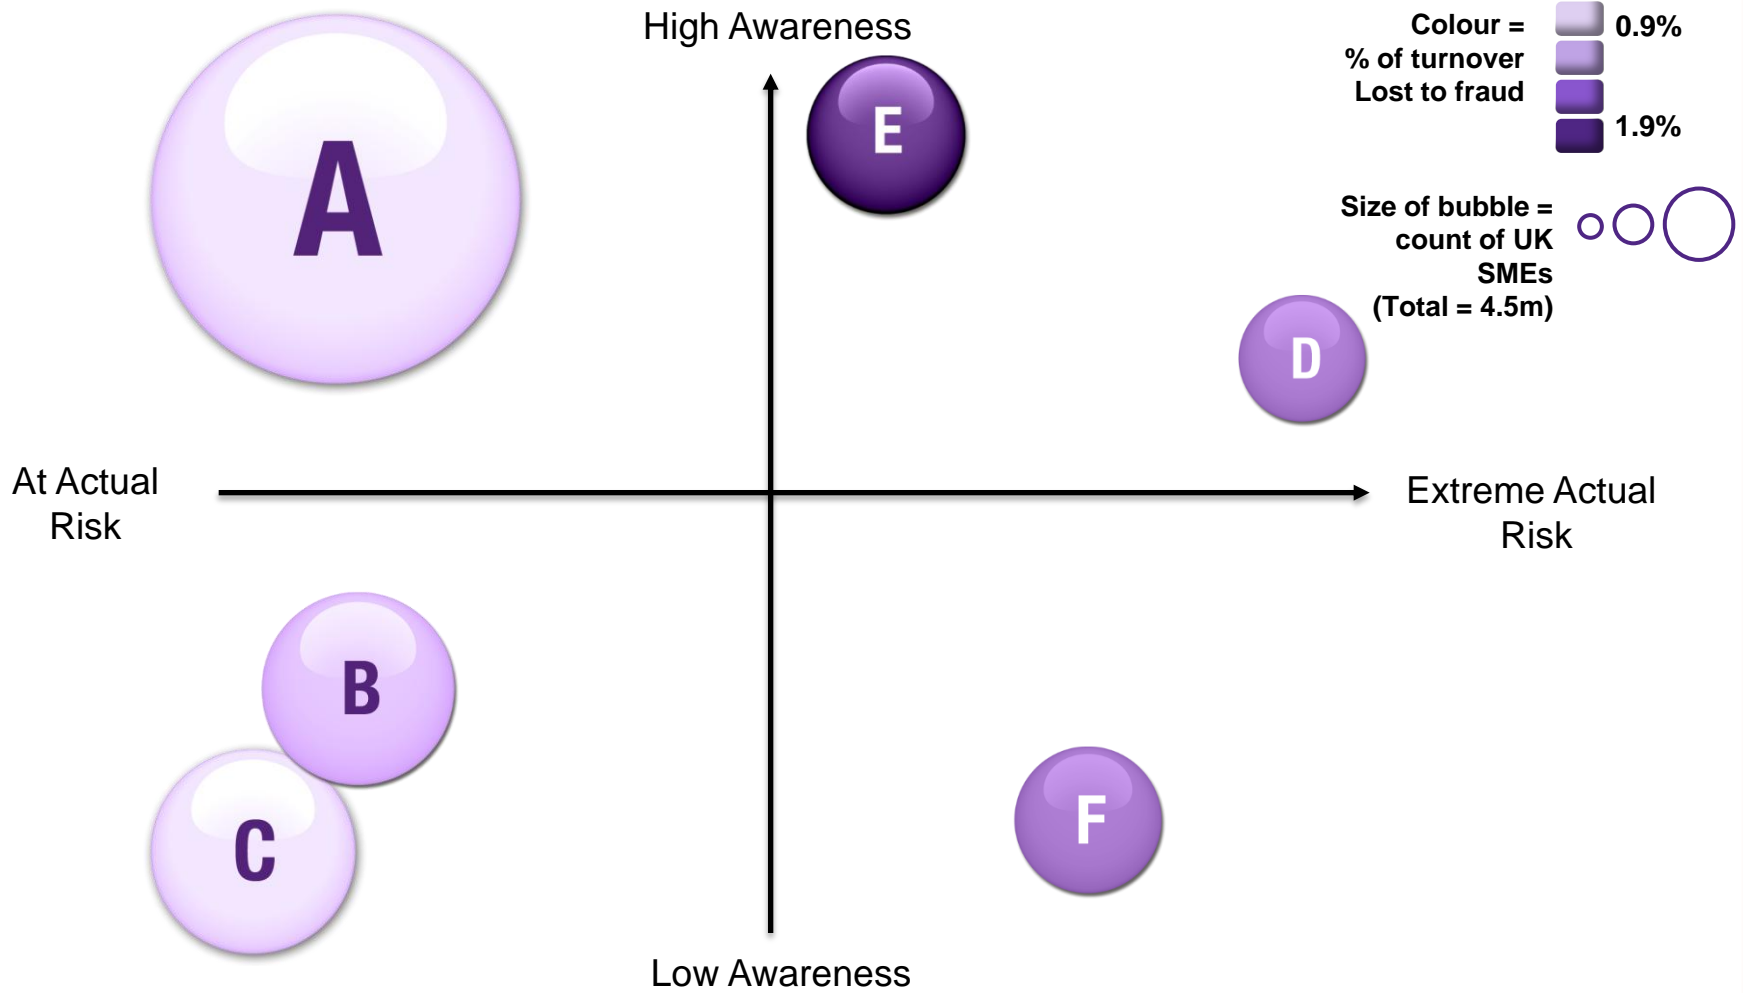 High Awareness
Colour =
% of turnover
Lost to fraud
0.9%
1.9%
A
E
Size of bubble =
count of UK
SMEs
(Total = 4.5m)
D
At Actual
Risk
Extreme Actual
Risk
B
C
F
Low Awareness